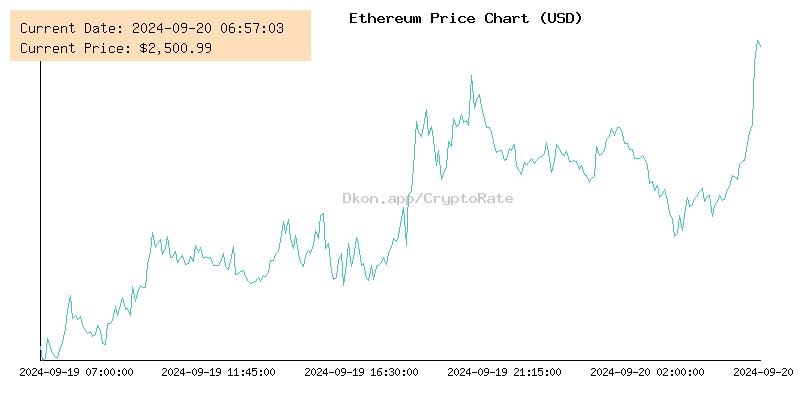 Ethereum Price Chart (USD)
Current Date: 2024-09-20 06:57:03
Current Price: $2,500.99
Dkon.app/CryptoRate
2024-09-19 07:00:00 2024-09-19 11:45:00 2024-09-19 16:30:00 2024-09-19 21:15:00 2024-09-20 02:00:00 2024-09-20